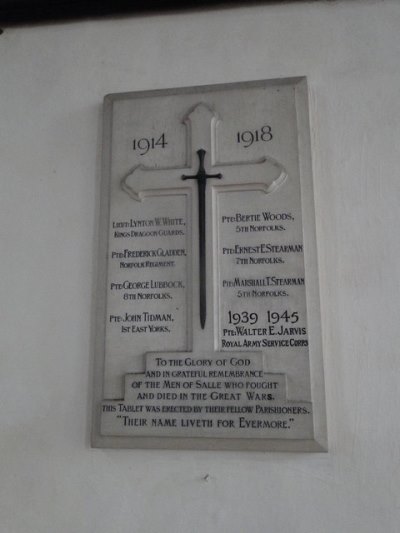 1914 1918
Lieut: Lynton W. White,
Kings Dragoon Guards.
Pte: Frederick Gladden,
Norfolk Regiment.
Pte: George Lubbock,
8th Norfolks.
Pte: John Tidman,
1st East Yorks.
Pte: Bertie Woods,
5th Norfolks.
Pte: Ernest E Stearman
7th Norfolks.
Pte: Marshall T. Stearman
5th Norfolks.
1939 1945
Pte: Walter E. Jarvis
Royal Army Service Corps
To the Glory of God
and in grateful remembrance
of the Men of Salle who fought
and died in the Great Wars.
This Tablet was erected by their fellow Parishioners.
"Their name liveth for Evermore."